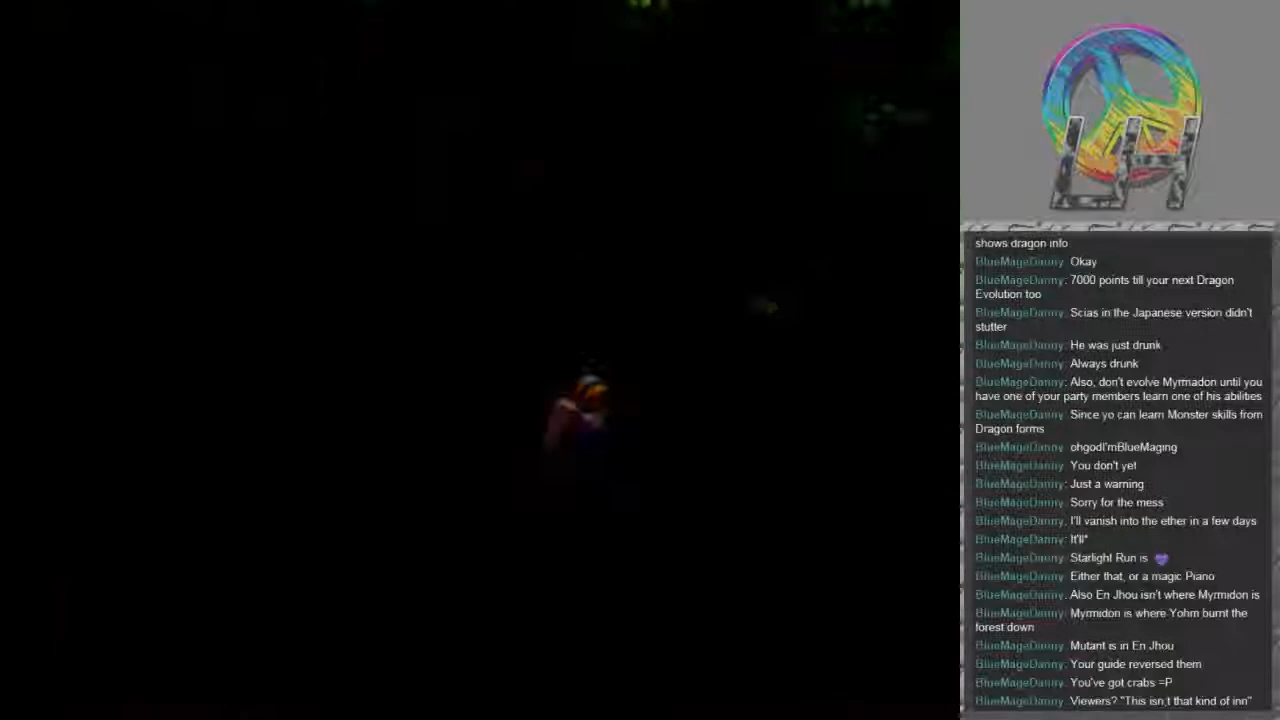 LH
shows dragon info
BlueMageDanny: Okay
BlueMageDanny: 7000 points till your next Dragon
Evolution too
BlueMageDanny: Scias in the Japanese version didn't
stutter
BlueMageDanny: He was just drunk
BlueMageDanny: Always drunk
BlueMageDanny: Also, don't evolve Myrmadon until you
have one of your party members learn one of his abilities
BlueMageDanny: Since yo can learn Monster skills from
Dragon forms
BlueMageDanny: ohgodI'mBlueMaging
BlueMageDanny: You don't yet
BlueMageDanny: Just a warning
BlueMageDanny: Sorry for the mess
BlueMageDanny: I'll vanish into the ether in a few days
BlueMageDanny: It'll*
BlueMageDanny: Starlight Run is 💜
BlueMageDanny: Either that, or a magic Piano
BlueMageDanny: Also En Jhou isn't where Myrmidon is
BlueMageDanny: Myrmidon is where Yohm burnt the
forest down
BlueMageDanny: Mutant is in En Jhou
BlueMageDanny: Your guide reversed them
BlueMageDanny: You've got crabs =P
BlueMageDanny: Viewers? "This isn;t that kind of inn"